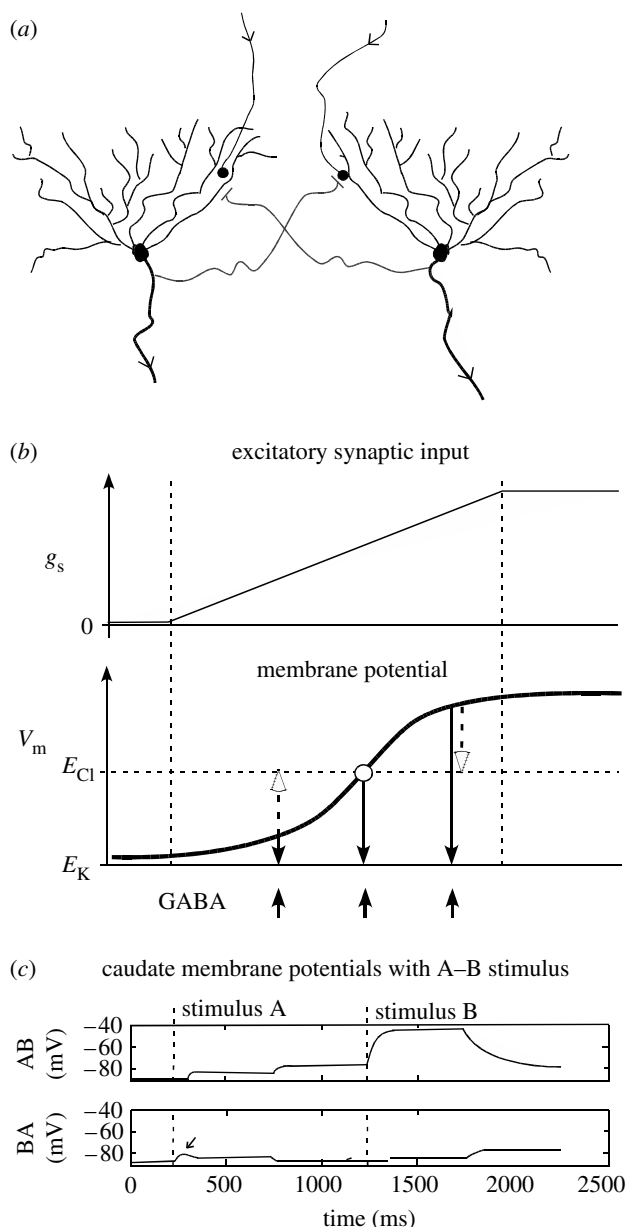 (a)
(b)
excitatory synaptic input
gs
0
membrane potential
Vm
ECl
EK
GABA
(c) caudate membrane potentials with A–B stimulus
stimulus A stimulus B
AB (mV)
−40
−60
−80
BA (mV)
−40
−60
−80
0 500 1000 1500 2000 2500
time (ms)